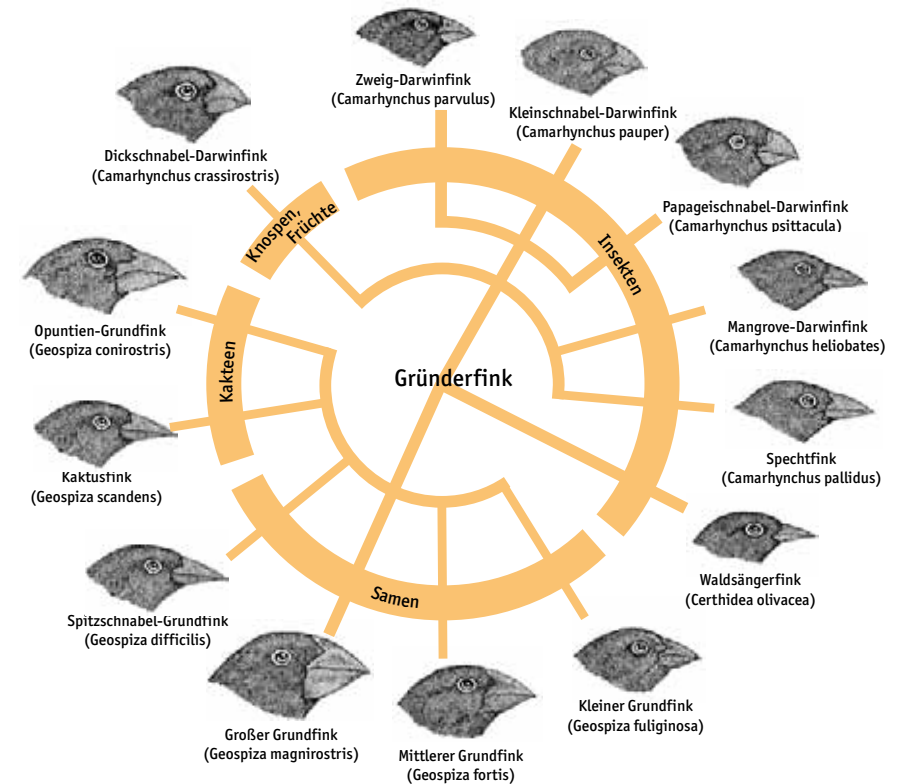 Zweig-Darwinfink
(Camarhynchus parvulus)
Kleinschnabel-Darwinfink
(Camarhynchus pauper)
Dickschnabel-Darwinfink
(Camarhynchus crassirostris)
Papageischnabel-Darwinfink
(Camarhynchus psittacula)
Knospen,
Früchte
Insekten
Opuntien-Grundfink
(Geospiza conirostris)
Mangrove-Darwinfink
(Camarhynchus heliobates)
Kakteen
Gründerfink
Kaktusfink
(Geospiza scandens)
Spechtfink
(Camarhynchus pallidus)
Waldsängerfink
(Certhidea olivacea)
Samen
Spitzschnabel-Grundfink
(Geospiza difficilis)
Kleiner Grundfink
(Geospiza fuliginosa)
Großer Grundfink
(Geospiza magnirostris)
Mittlerer Grundfink
(Geospiza fortis)